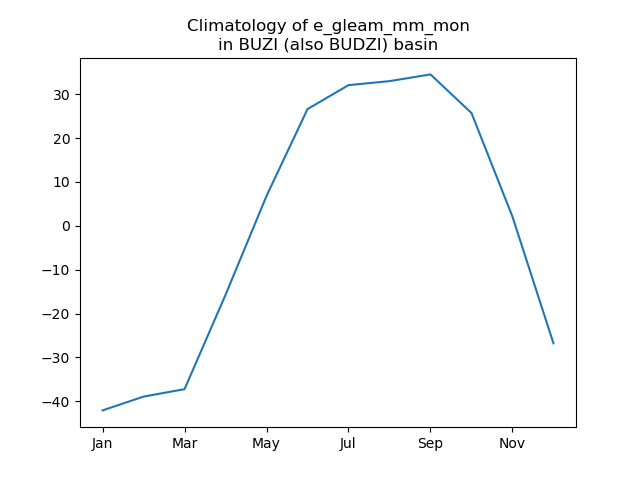 Climatology of e_gleam_mm_mon
in BUZI (also BUDZI) basin
30
20
10
0
−10
−20
−30
−40
Jan Mar May Jul Sep Nov